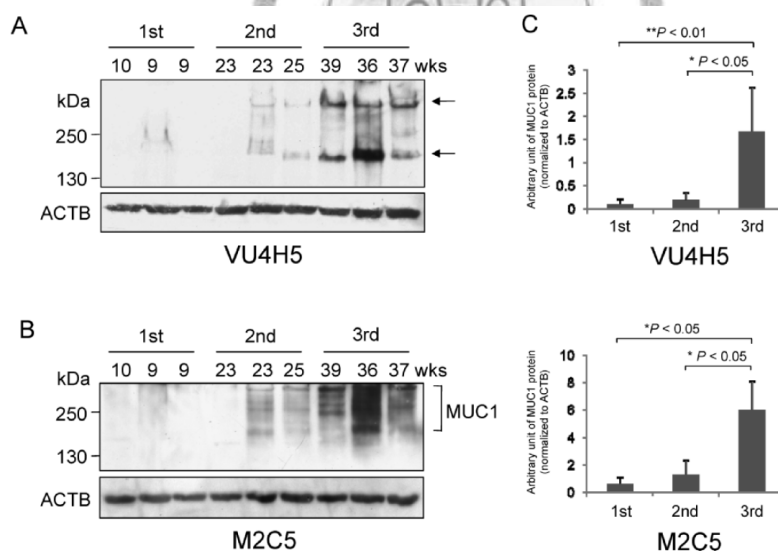 A
1st 2nd 3rd
10 9 9 23 23 25 39 36 37 wks
kDa
250
130
ACTB
VU4H5
B
1st 2nd 3rd
10 9 9 23 23 25 39 36 37 wks
kDa
250
130
MUC1
ACTB
M2C5
C
**P < 0.01
* P < 0.05
Arbitrary unit of MUC1 protein
(normalized to ACTB)
3
2.5
2
1.5
1
0.5
0
1st 2nd 3rd
VU4H5
*P < 0.05
* P < 0.05
Arbitrary unit of MUC1 protein
(normalized to ACTB)
10
8
6
4
2
0
1st 2nd 3rd
M2C5